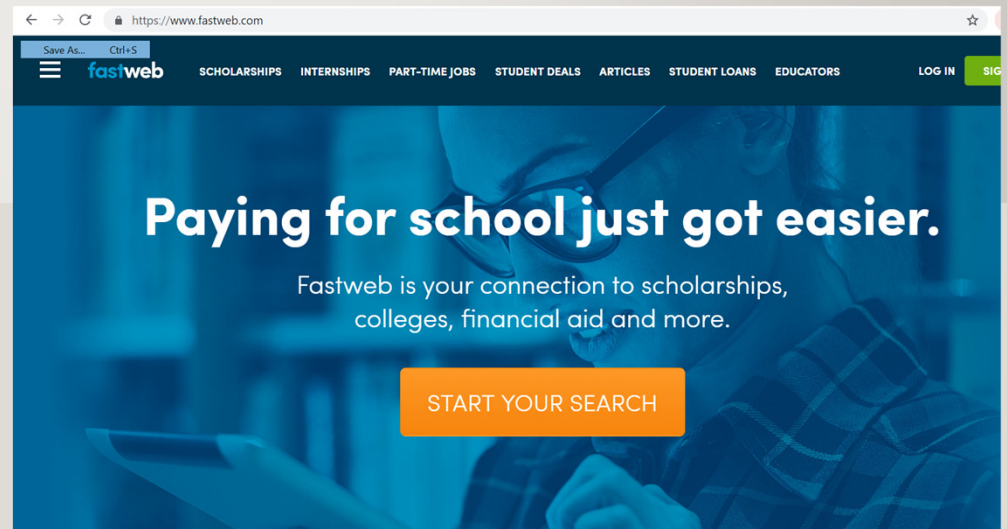 https://www.fastweb.com
Save As... Ctrl+S
fastweb SCHOLARSHIPS INTERNSHIPS PART-TIME JOBS STUDENT DEALS ARTICLES STUDENT LOANS EDUCATORS LOG IN SIG
Paying for school just got easier.
Fastweb is your connection to scholarships,
colleges, financial aid and more.
START YOUR SEARCH